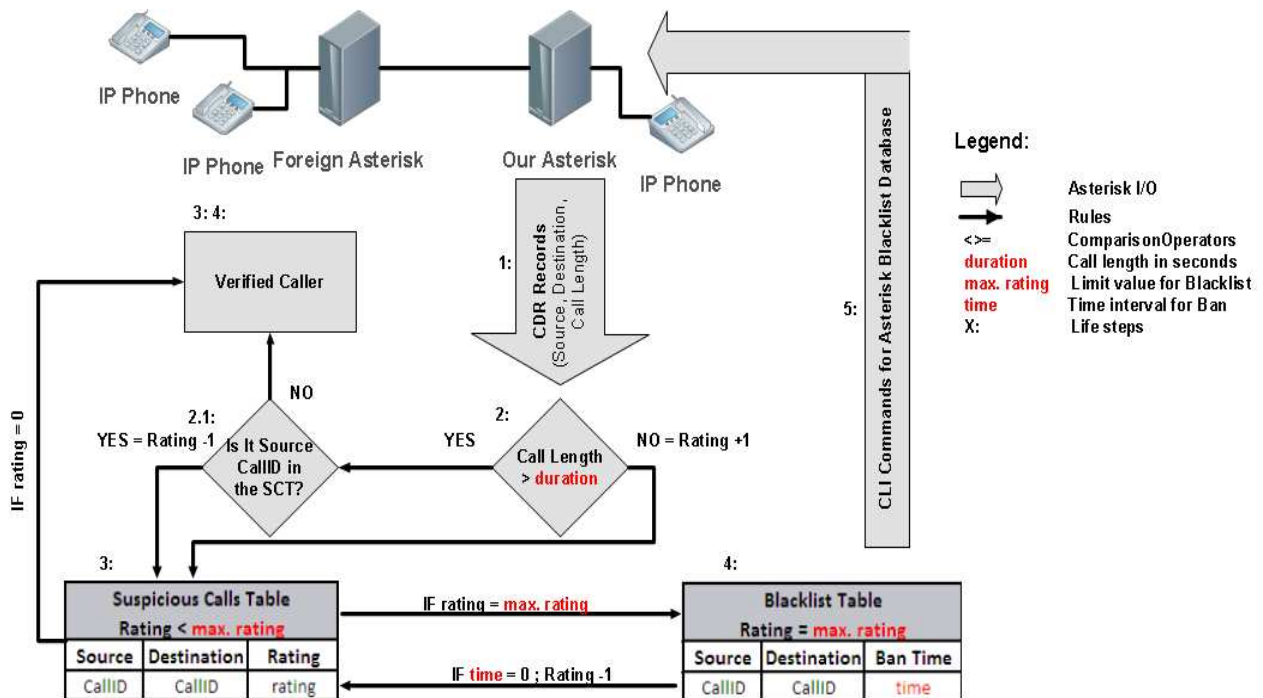 IP Phone
IP Phone
Foreign Asterisk
Our Asterisk
IP Phone
Legend:
Asterisk I/O
Rules
<>= ComparisonOperators
duration Call length in seconds
max. rating Limit value for Blacklist
time Time interval for Ban
X: Life steps
3: 4:
Verified Caller
1:
CDR Records
(Source, Destination,
Call Length)
5:
CLI Commands for Asterisk Blacklist Database
NO
2.1:
YES = Rating -1
Is It Source
CallID in
the SCT?
YES
2:
Call Length
> duration
NO = Rating +1
IF rating = 0
3:
Suspicious Calls Table
Rating < max. rating
Source Destination Rating
CallID CallID rating
IF rating = max. rating
IF time = 0 ; Rating -1
4:
Blacklist Table
Rating = max. rating
Source Destination Ban Time
CallID CallID time